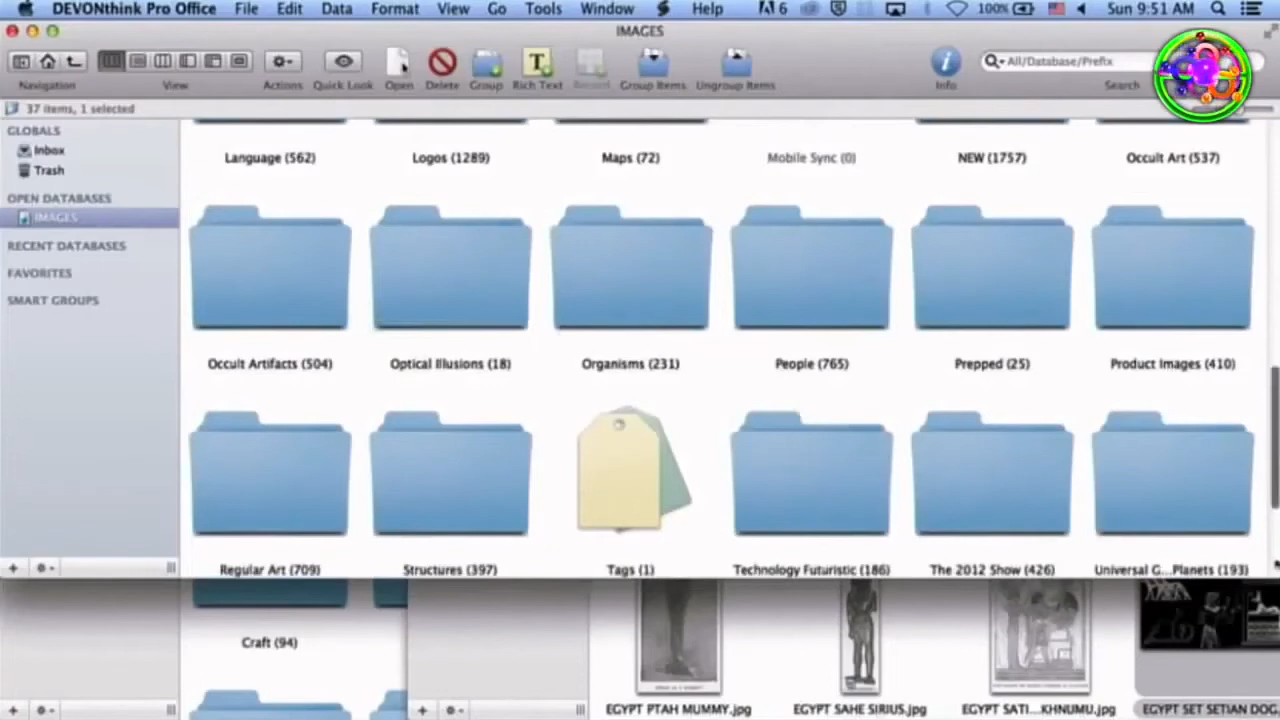 DEVONthink Pro Office File Edit Data Format View Go Tools Window Help 6 100% Sun 9:51 AM
IMAGES
All/Database/Prefix
Navigation View Actions Quick Look Open Delete Group Rich Text Group Items Ungroup Items Info Search
37 items, 1 selected
GLOBALS
Inbox
Trash
OPEN DATABASES
IMAGES
RECENT DATABASES
FAVORITES
SMART GROUPS
Language (562) Logos (1289) Maps (72) Mobile Sync (0) NEW (1757) Occult Art (537)
Occult Artifacts (504) Optical Illusions (18) Organisms (231) People (765) Prepped (25) Product Images (410)
Regular Art (709) Structures (397) Tags (1) Technology Futuristic (186) The 2012 Show (426) Universal G...Planets (193)
Craft (94)
EGYPT PTAH MUMMY.jpg EGYPT SAHE SIRIUS.jpg EGYPT SATI...KHNUMU.jpg EGYPT SET SETIAN DOG.